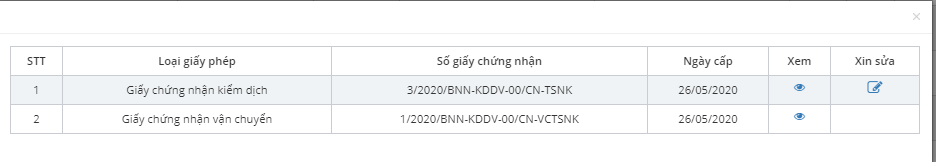 ×
STT Loại giấy phép Số giấy chứng nhận Ngày cấp Xem Xin sửa
1 Giấy chứng nhận kiểm dịch 3/2020/BNN-KDDV-00/CN-TSNK 26/05/2020
2 Giấy chứng nhận vận chuyển 1/2020/BNN-KDDV-00/CN-VCTSNK 26/05/2020